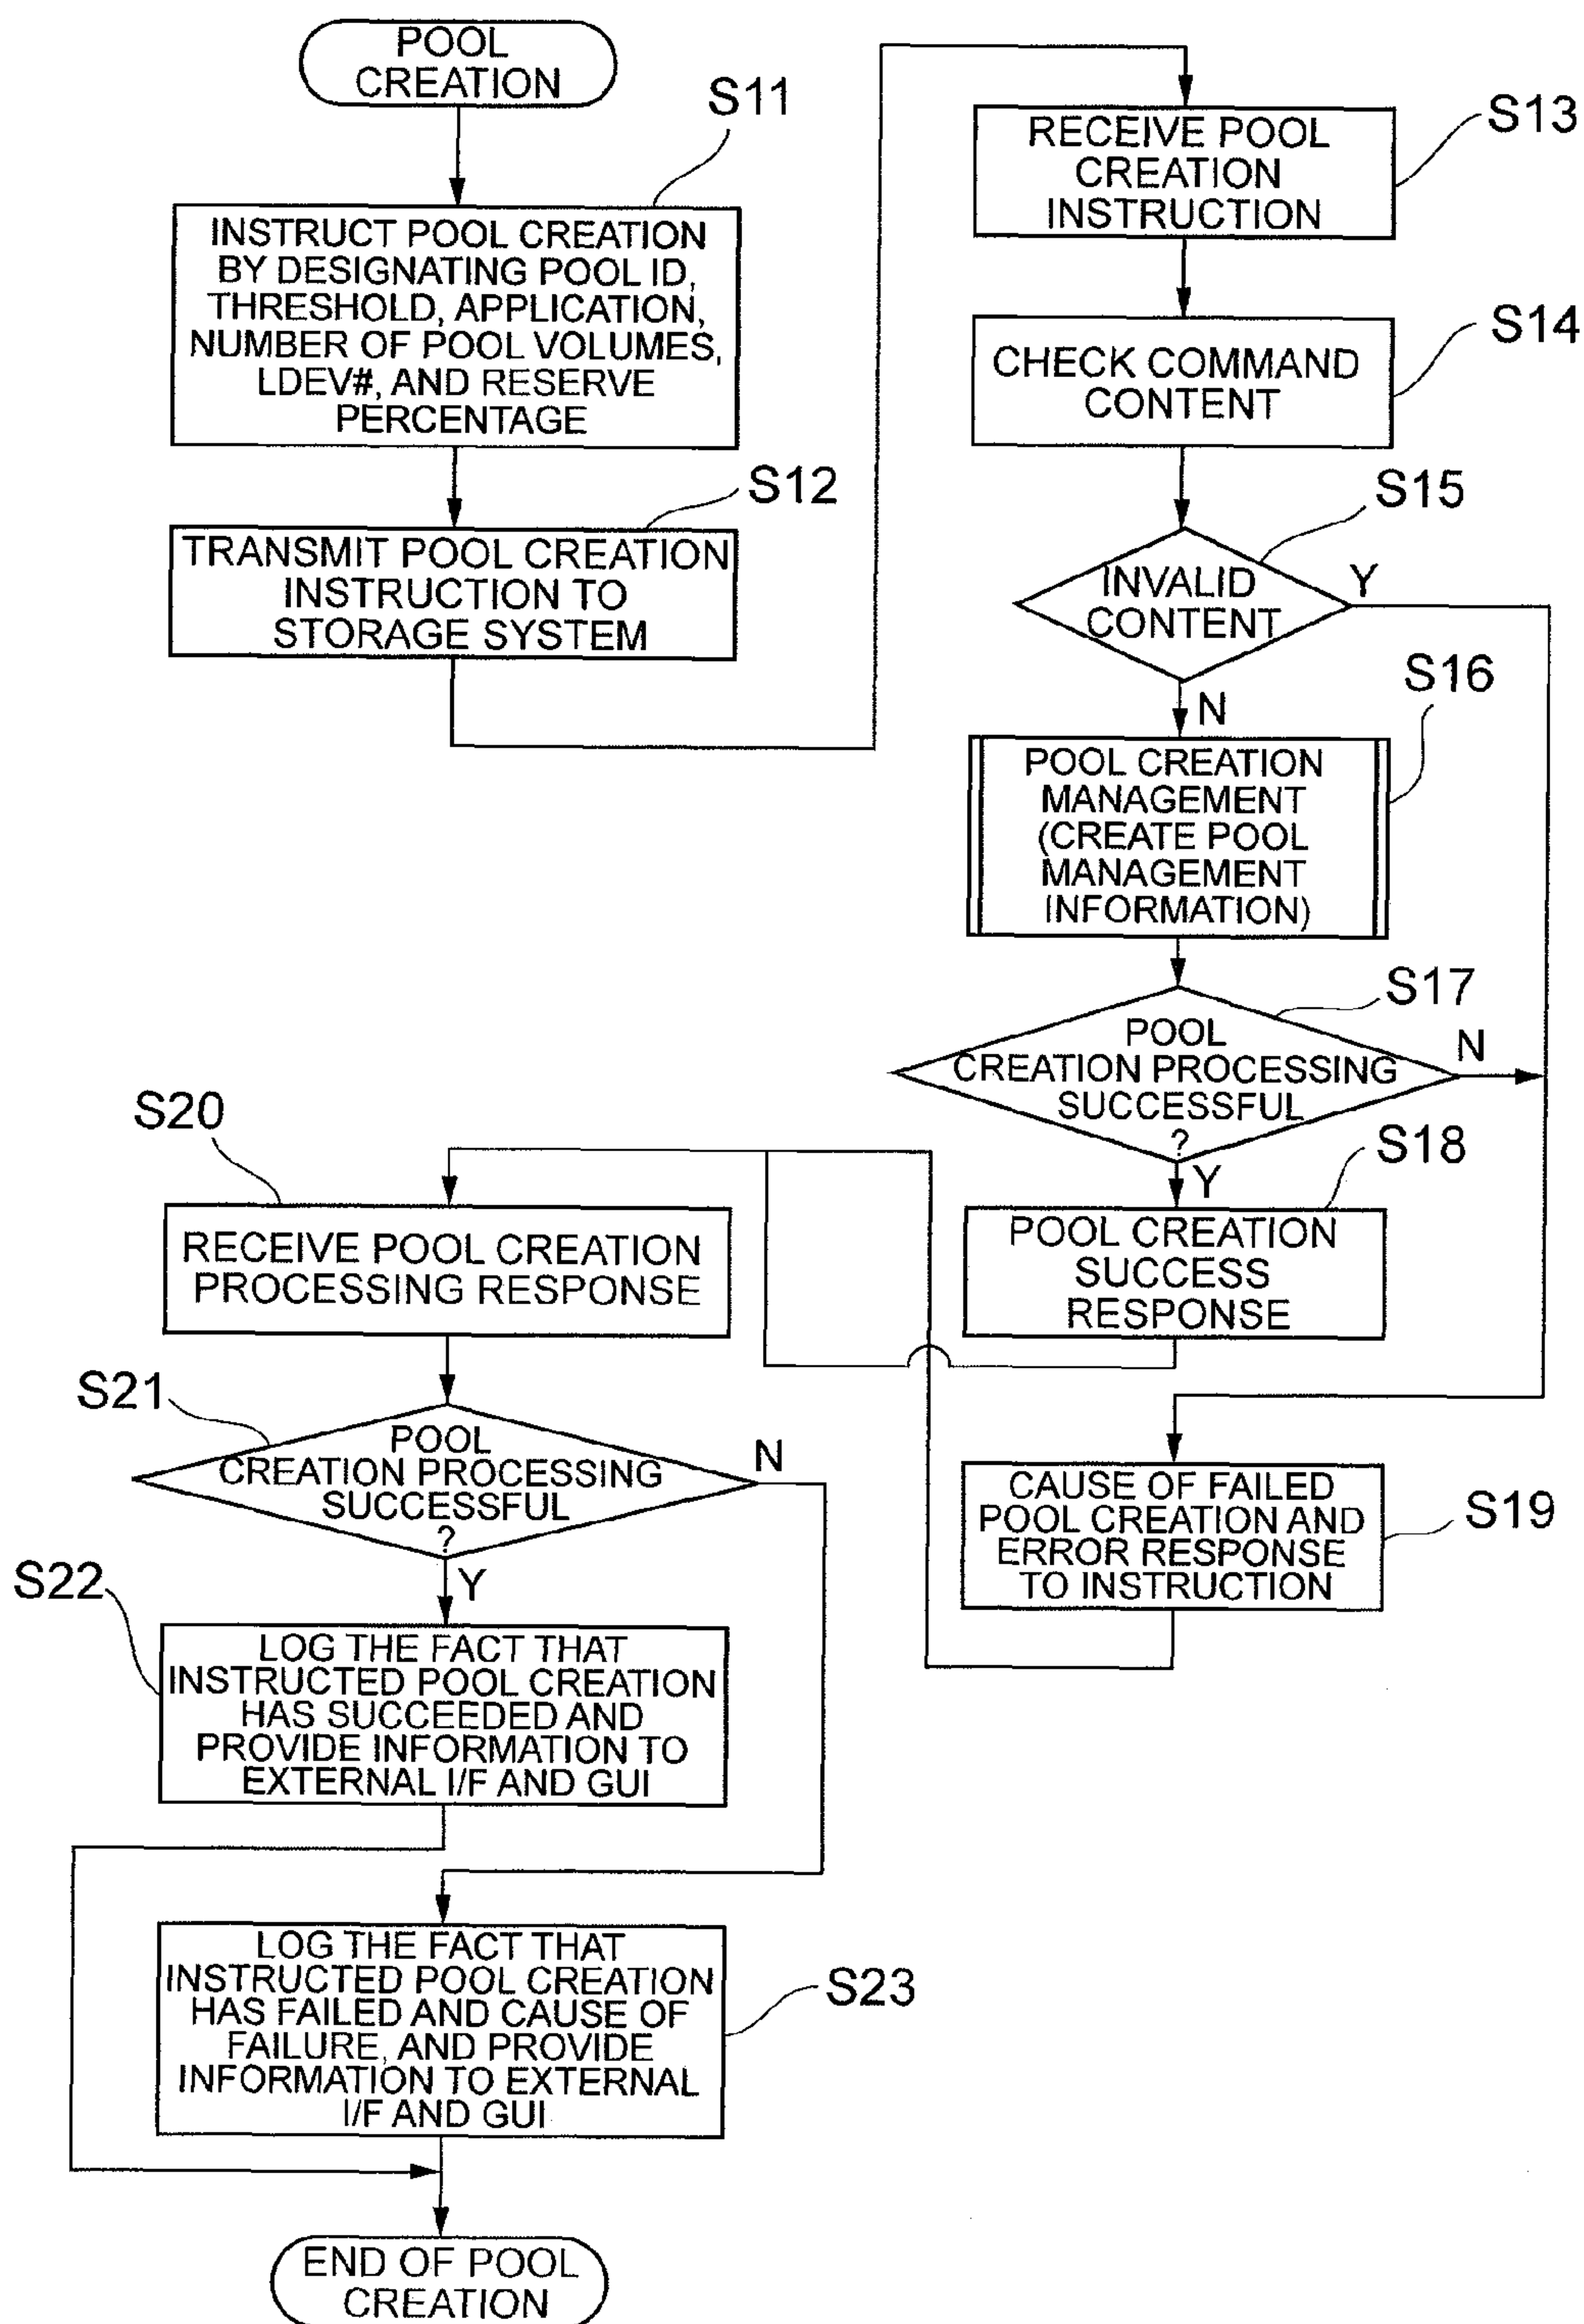 POOL
CREATION
S11
INSTRUCT POOL CREATION
BY DESIGNATING POOL ID,
THRESHOLD, APPLICATION,
NUMBER OF POOL VOLUMES,
LDEV#, AND RESERVE
PERCENTAGE
S12
TRANSMIT POOL CREATION
INSTRUCTION TO
STORAGE SYSTEM
S13
RECEIVE POOL
CREATION
INSTRUCTION
S14
CHECK COMMAND
CONTENT
S15
INVALID
CONTENT
Y
N
S16
POOL CREATION
MANAGEMENT
(CREATE POOL
MANAGEMENT
INFORMATION)
S17
POOL
CREATION PROCESSING
SUCCESSFUL
?
N
Y
S18
POOL CREATION
SUCCESS
RESPONSE
S19
CAUSE OF FAILED
POOL CREATION AND
ERROR RESPONSE
TO INSTRUCTION
S20
RECEIVE POOL CREATION
PROCESSING RESPONSE
S21
POOL
CREATION PROCESSING
SUCCESSFUL
?
N
Y
S22
LOG THE FACT THAT
INSTRUCTED POOL CREATION
HAS SUCCEEDED AND
PROVIDE INFORMATION TO
EXTERNAL I/F AND GUI
S23
LOG THE FACT THAT
INSTRUCTED POOL CREATION
HAS FAILED AND CAUSE OF
FAILURE, AND PROVIDE
INFORMATION TO EXTERNAL
I/F AND GUI
END OF POOL
CREATION